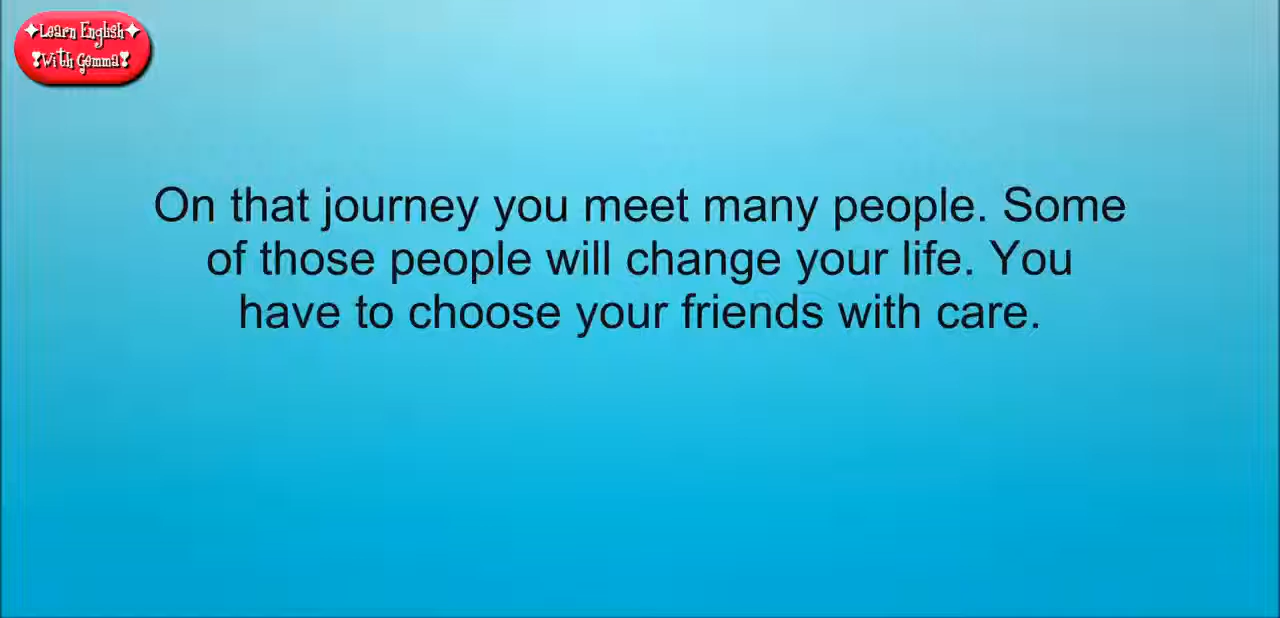 Learn English
With Gemma
On that journey you meet many people. Some
of those people will change your life. You
have to choose your friends with care.